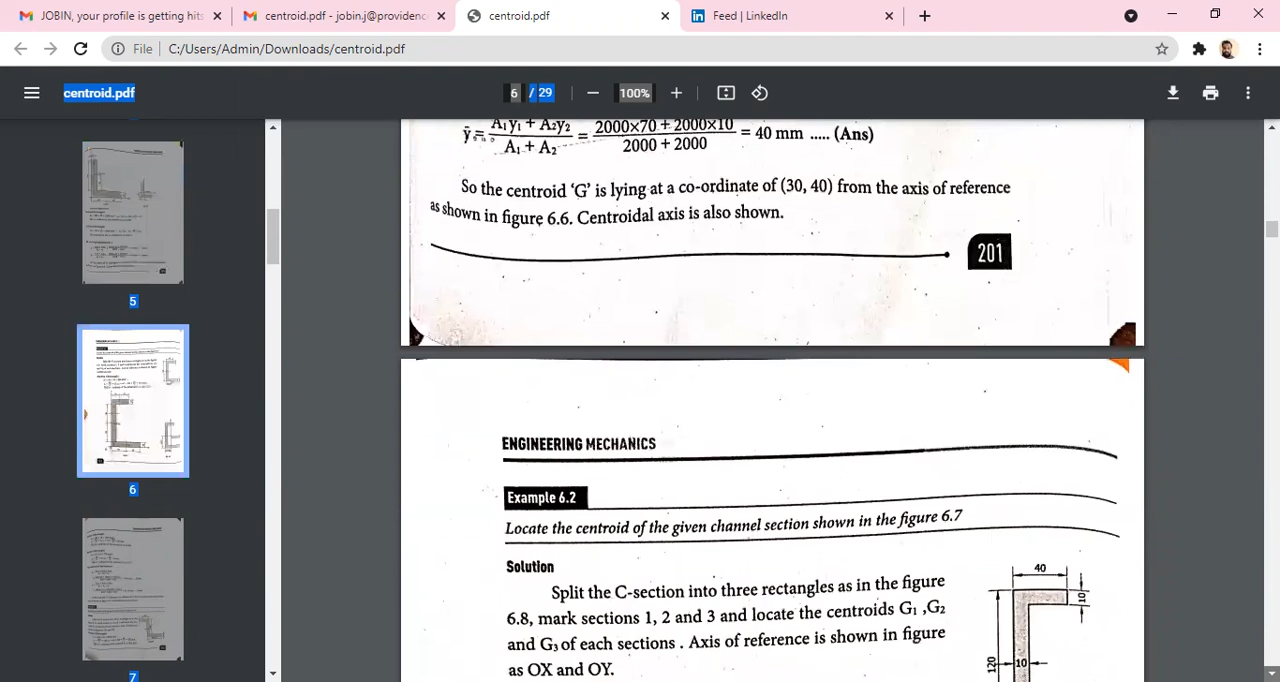 JOBIN, your profile is getting hits
centroid.pdf - jobin.j@providenc
centroid.pdf
Feed | LinkedIn
File
C:/Users/Admin/Downloads/centroid.pdf
centroid.pdf
6 / 29
100%
ȳ = A₁y₁ + A₂y₂ / A₁ + A₂ = 2000×70 + 2000×10 / 2000 + 2000 = 40 mm ..... (Ans)
So the centroid 'G' is lying at a co-ordinate of (30, 40) from the axis of reference
as shown in figure 6.6. Centroidal axis is also shown.
201
5
6
7
ENGINEERING MECHANICS
Example 6.2
Locate the centroid of the given channel section shown in the figure 6.7
Solution
Split the C-section into three rectangles as in the figure
6.8, mark sections 1, 2 and 3 and locate the centroids G₁ ,G₂
and G₃ of each sections . Axis of reference is shown in figure
as OX and OY.
40
10
120
10